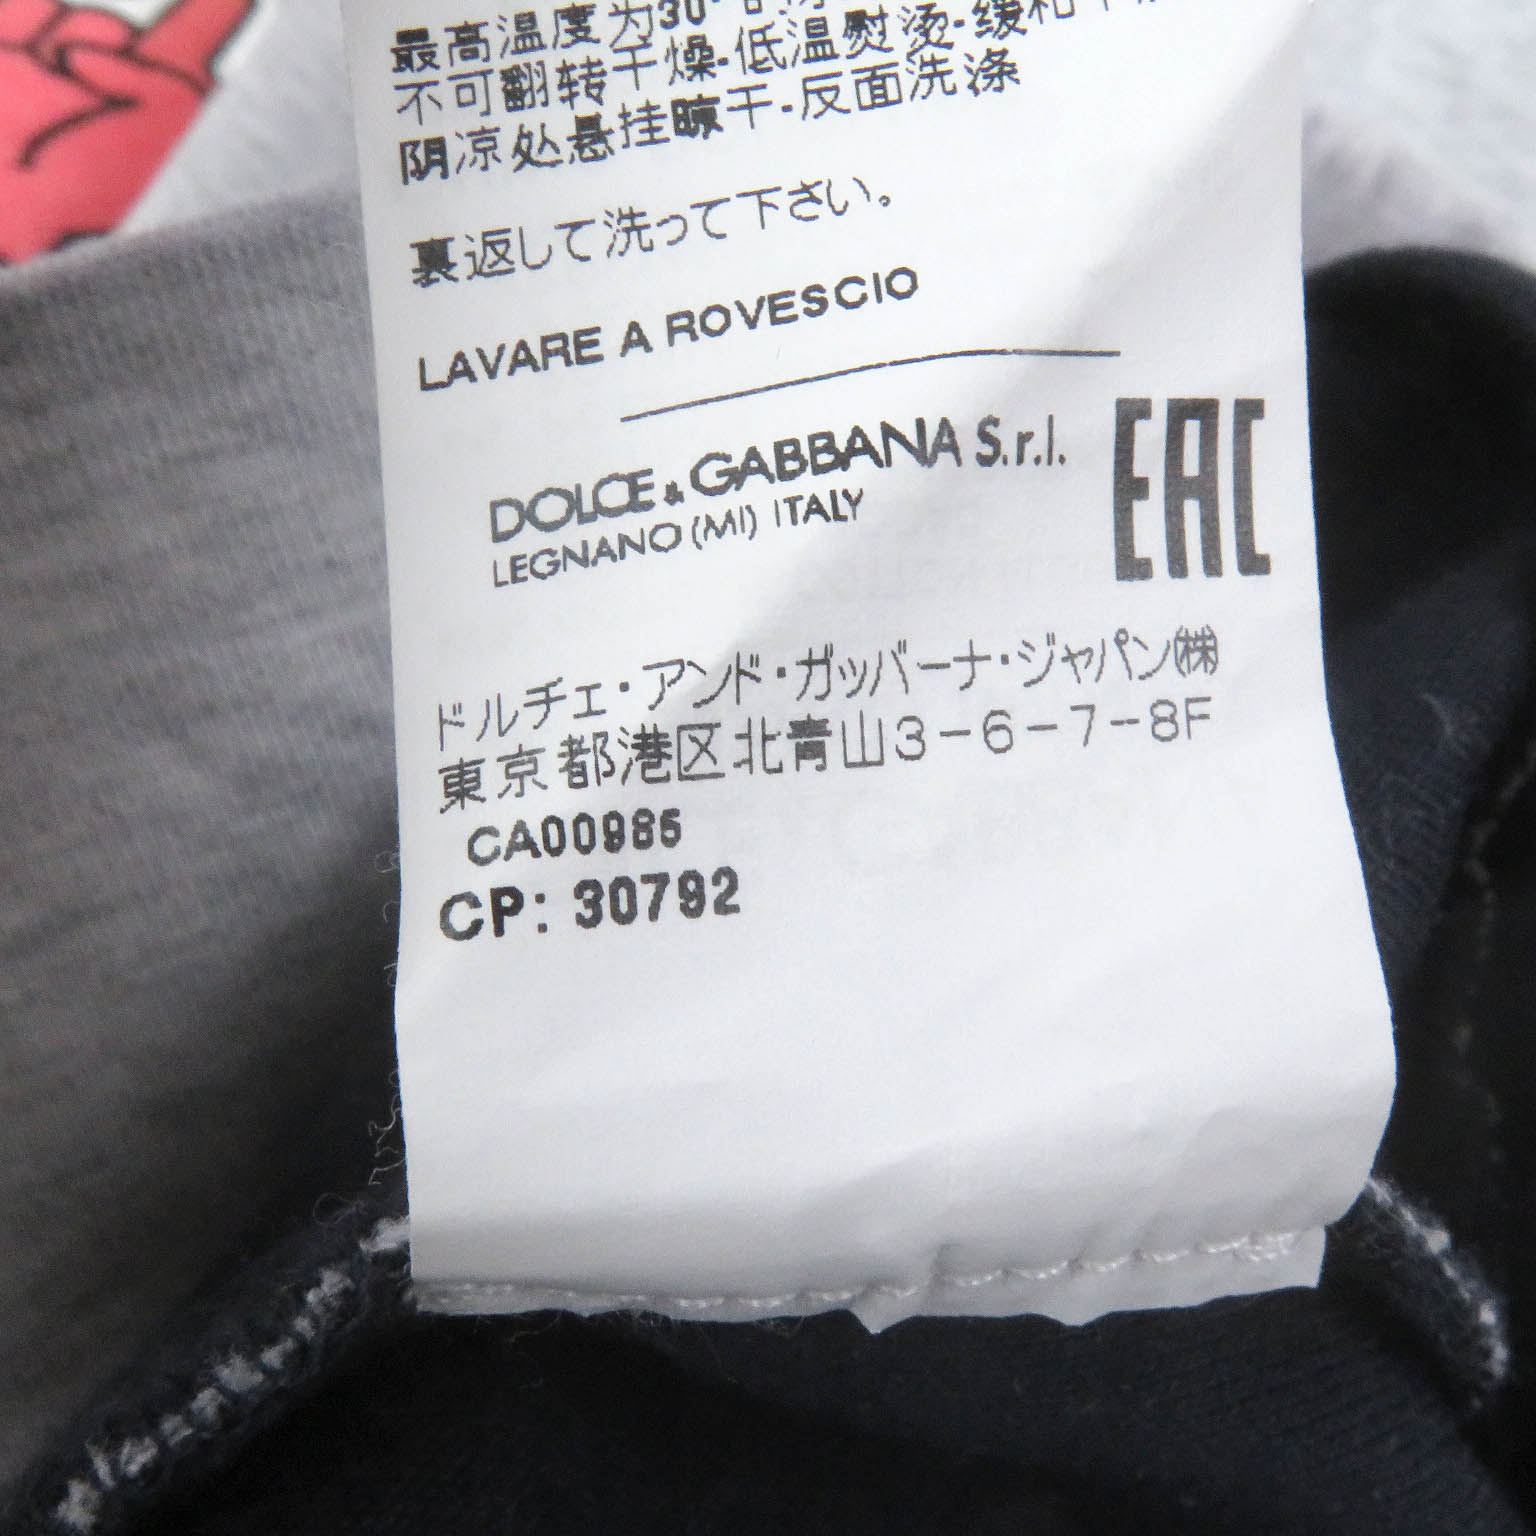 最高温度为30°
不可翻转干燥-低温熨烫-缓和
阴凉处悬挂晾干-反面洗涤
裏返して洗って下さい。
LAVARE A ROVESCIO
DOLCE & GABBANA S.r.l.
LEGNANO (MI) ITALY
EAC
ドルチェ・アンド・ガッバーナ・ジャパン㈱
東京都港区北青山3-6-7-8F
CA00985
CP: 30792